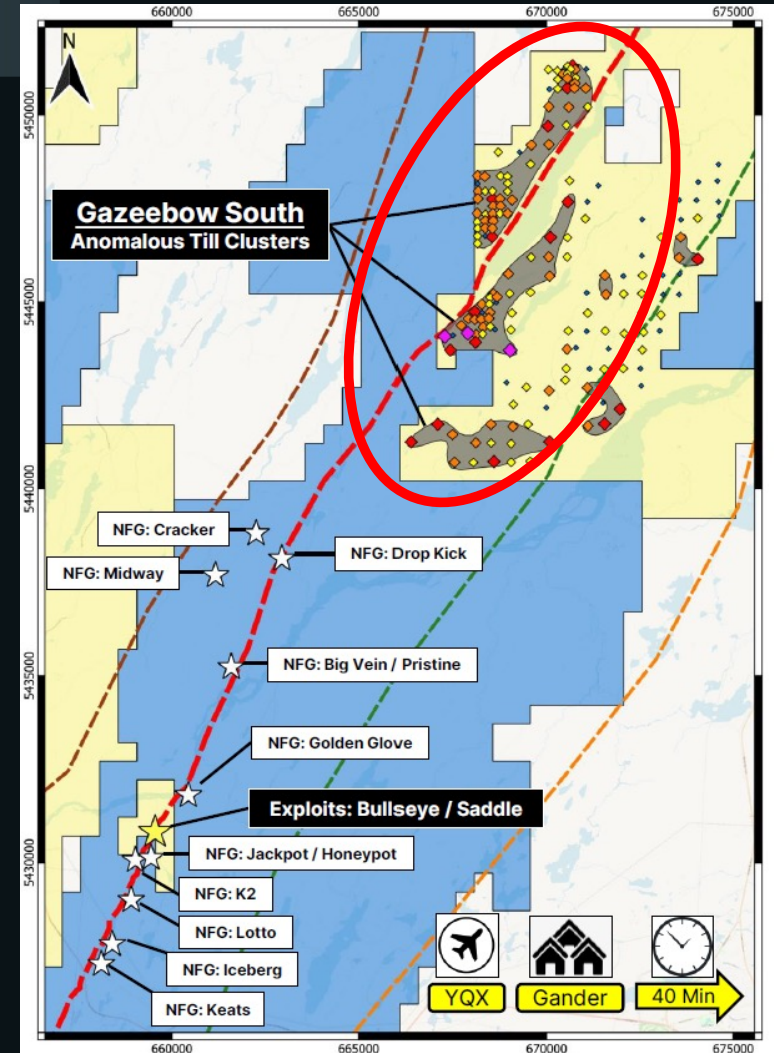 660000
665000
670000
675000
N
5450000
Gazeebow South
Anomalous Till Clusters
5445000
5440000
NFG: Cracker
NFG: Drop Kick
NFG: Midway
5435000
NFG: Big Vein / Pristine
NFG: Golden Glove
Exploits: Bullseye / Saddle
5430000
NFG: Jackpot / Honeypot
NFG: K2
NFG: Lotto
NFG: Iceberg
NFG: Keats
YQX
Gander
40 Min
660000
665000
670000
675000